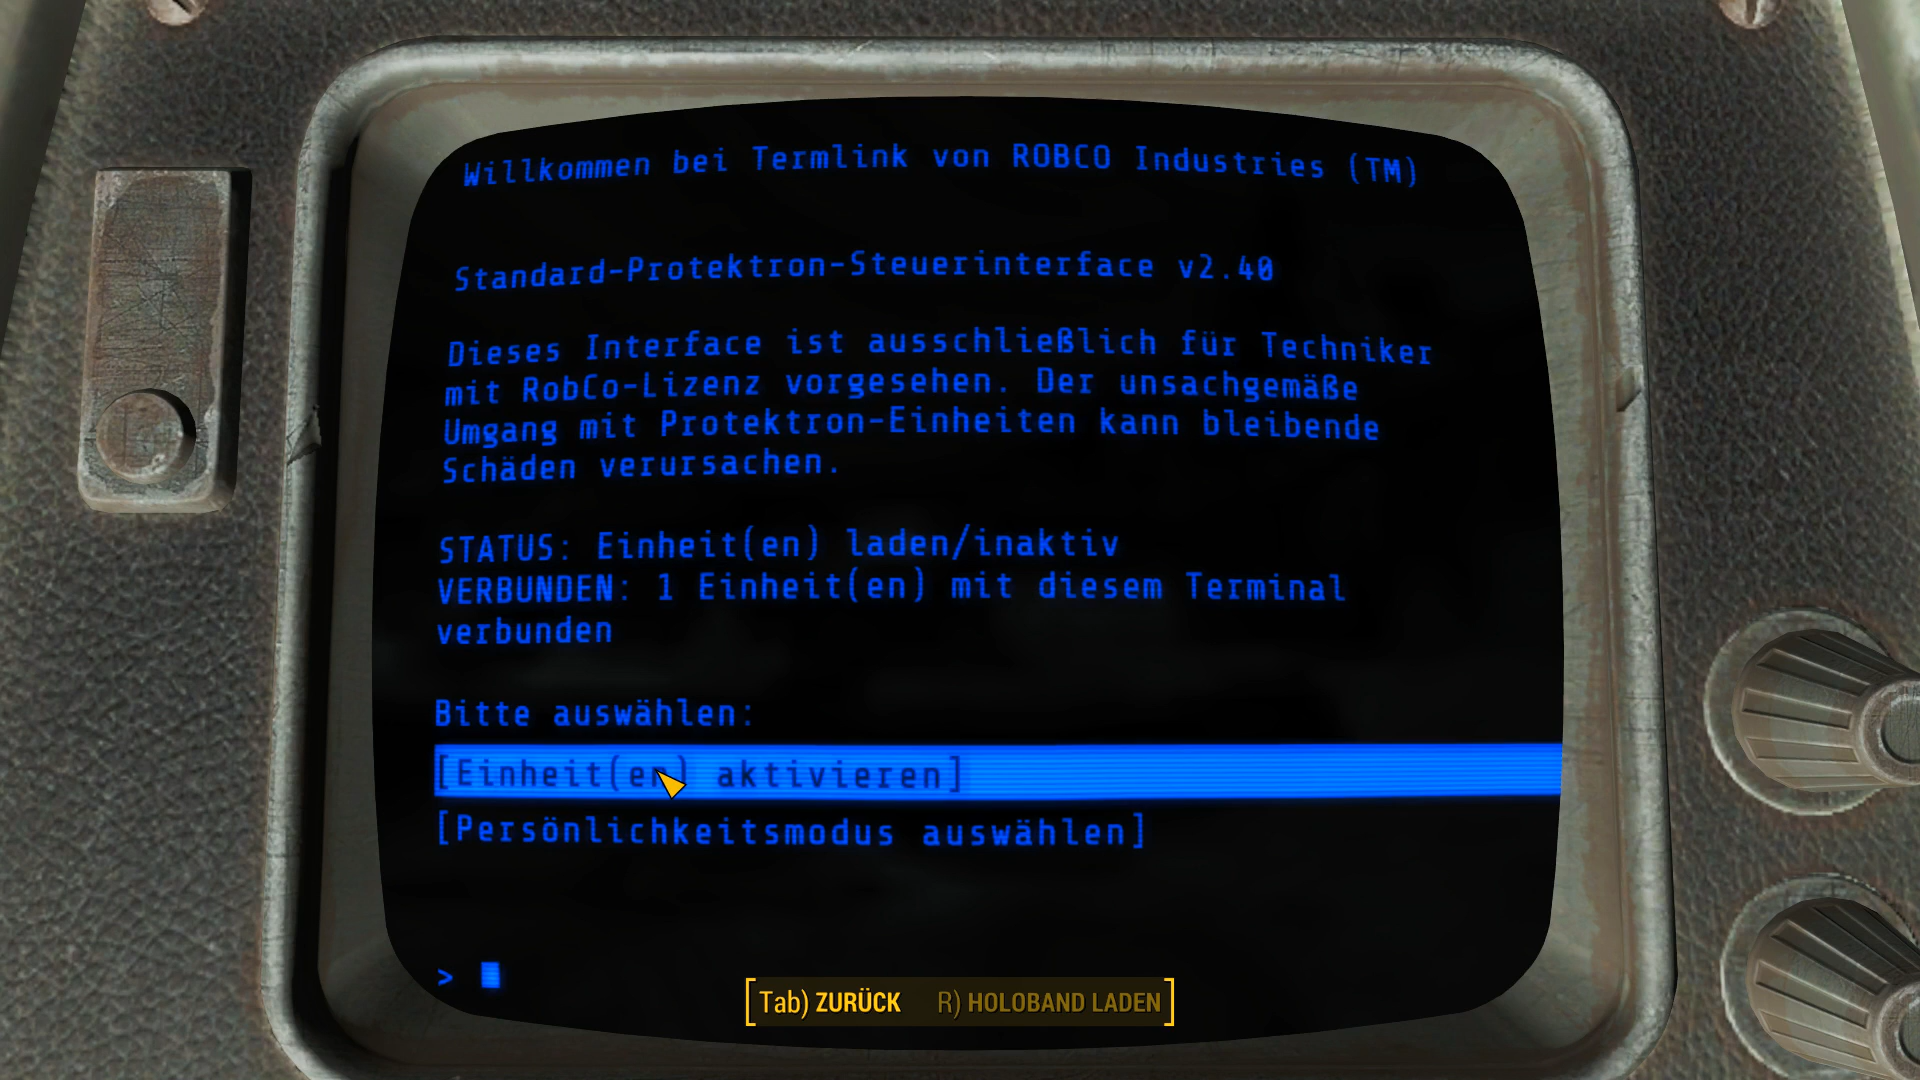 Willkommen bei Termlink von ROBCO Industries (TM)
Standard-Protektron-Steuerinterface v2.40
Dieses Interface ist ausschließlich für Techniker
mit RobCo-Lizenz vorgesehen. Der unsachgemäße
Umgang mit Protektron-Einheiten kann bleibende
Schäden verursachen.
STATUS: Einheit(en) laden/inaktiv
VERBUNDEN: 1 Einheit(en) mit diesem Terminal
verbunden
Bitte auswählen:
[Einheit(en) aktivieren]
[Persönlichkeitsmodus auswählen]
>
[Tab) ZURÜCK R) HOLOBAND LADEN]